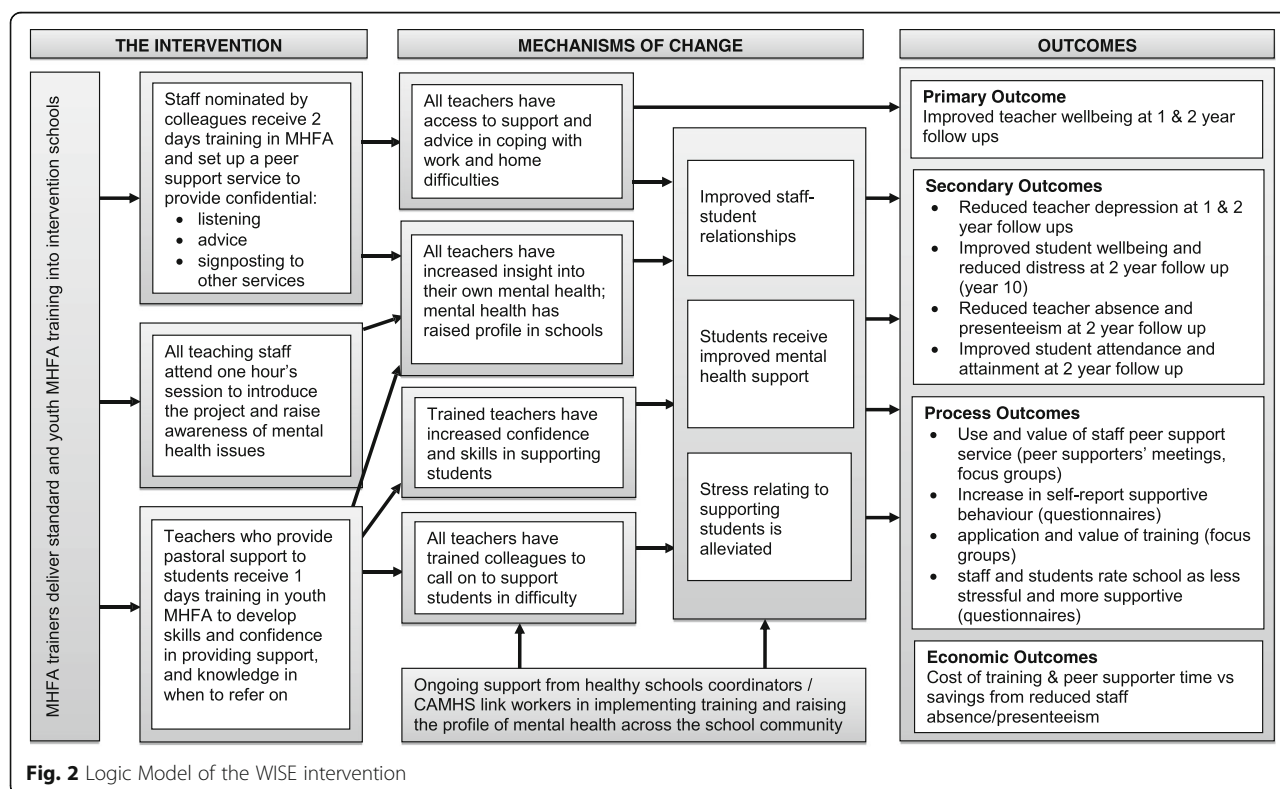 THE INTERVENTION
MECHANISMS OF CHANGE
OUTCOMES
MHFA trainers deliver standard and youth MHFA training into intervention schools
Staff nominated by
colleagues receive 2
days training in MHFA
and set up a peer
support service to
provide confidential:
• listening
• advice
• signposting to
other services
All teaching staff
attend one hour's
session to introduce
the project and raise
awareness of mental
health issues
Teachers who provide
pastoral support to
students receive 1
days training in youth
MHFA to develop
skills and confidence
in providing support,
and knowledge in
when to refer on
All teachers have
access to support and
advice in coping with
work and home
difficulties
All teachers have
increased insight into
their own mental health;
mental health has
raised profile in schools
Trained teachers have
increased confidence
and skills in supporting
students
All teachers have
trained colleagues to
call on to support
students in difficulty
Ongoing support from healthy schools coordinators /
CAMHS link workers in implementing training and raising
the profile of mental health across the school community
Improved staff-
student
relationships
Students receive
improved mental
health support
Stress relating to
supporting
students is
alleviated
Primary Outcome
Improved teacher wellbeing at 1 & 2 year
follow ups
Secondary Outcomes
• Reduced teacher depression at 1 & 2
year follow ups
• Improved student wellbeing and
reduced distress at 2 year follow up
(year 10)
• Reduced teacher absence and
presenteeism at 2 year follow up
• Improved student attendance and
attainment at 2 year follow up
Process Outcomes
• Use and value of staff peer support
service (peer supporters' meetings,
focus groups)
• Increase in self-report supportive
behaviour (questionnaires)
• application and value of training (focus
groups)
• staff and students rate school as less
stressful and more supportive
(questionnaires)
Economic Outcomes
Cost of training & peer supporter time vs
savings from reduced staff
absence/presenteeism
Fig. 2 Logic Model of the WISE intervention